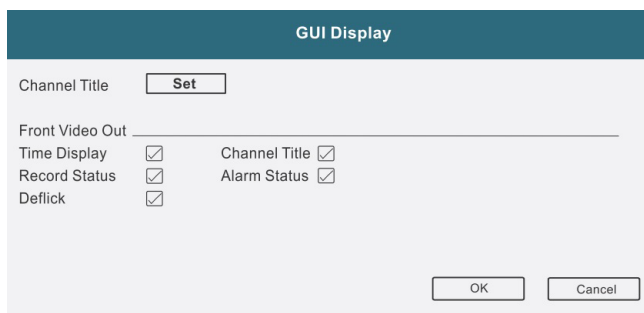 GUI Display
Channel Title Set
Front Video Out
Time Display Channel Title
Record Status Alarm Status
Deflick
OK Cancel